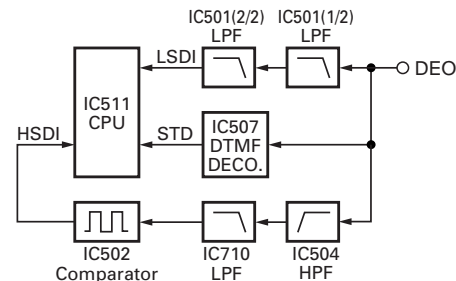 IC501(2/2) IC501(1/2)
LPF LPF
LSDI
DEO
IC511
CPU
HSDI
STD
IC507
DTMF
DECO.
IC502
Comparator
IC710
LPF
IC504
HPF